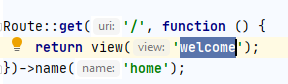 Route::get( uri: '/', function () {
return view( view: 'welcome');
})->name( name: 'home');